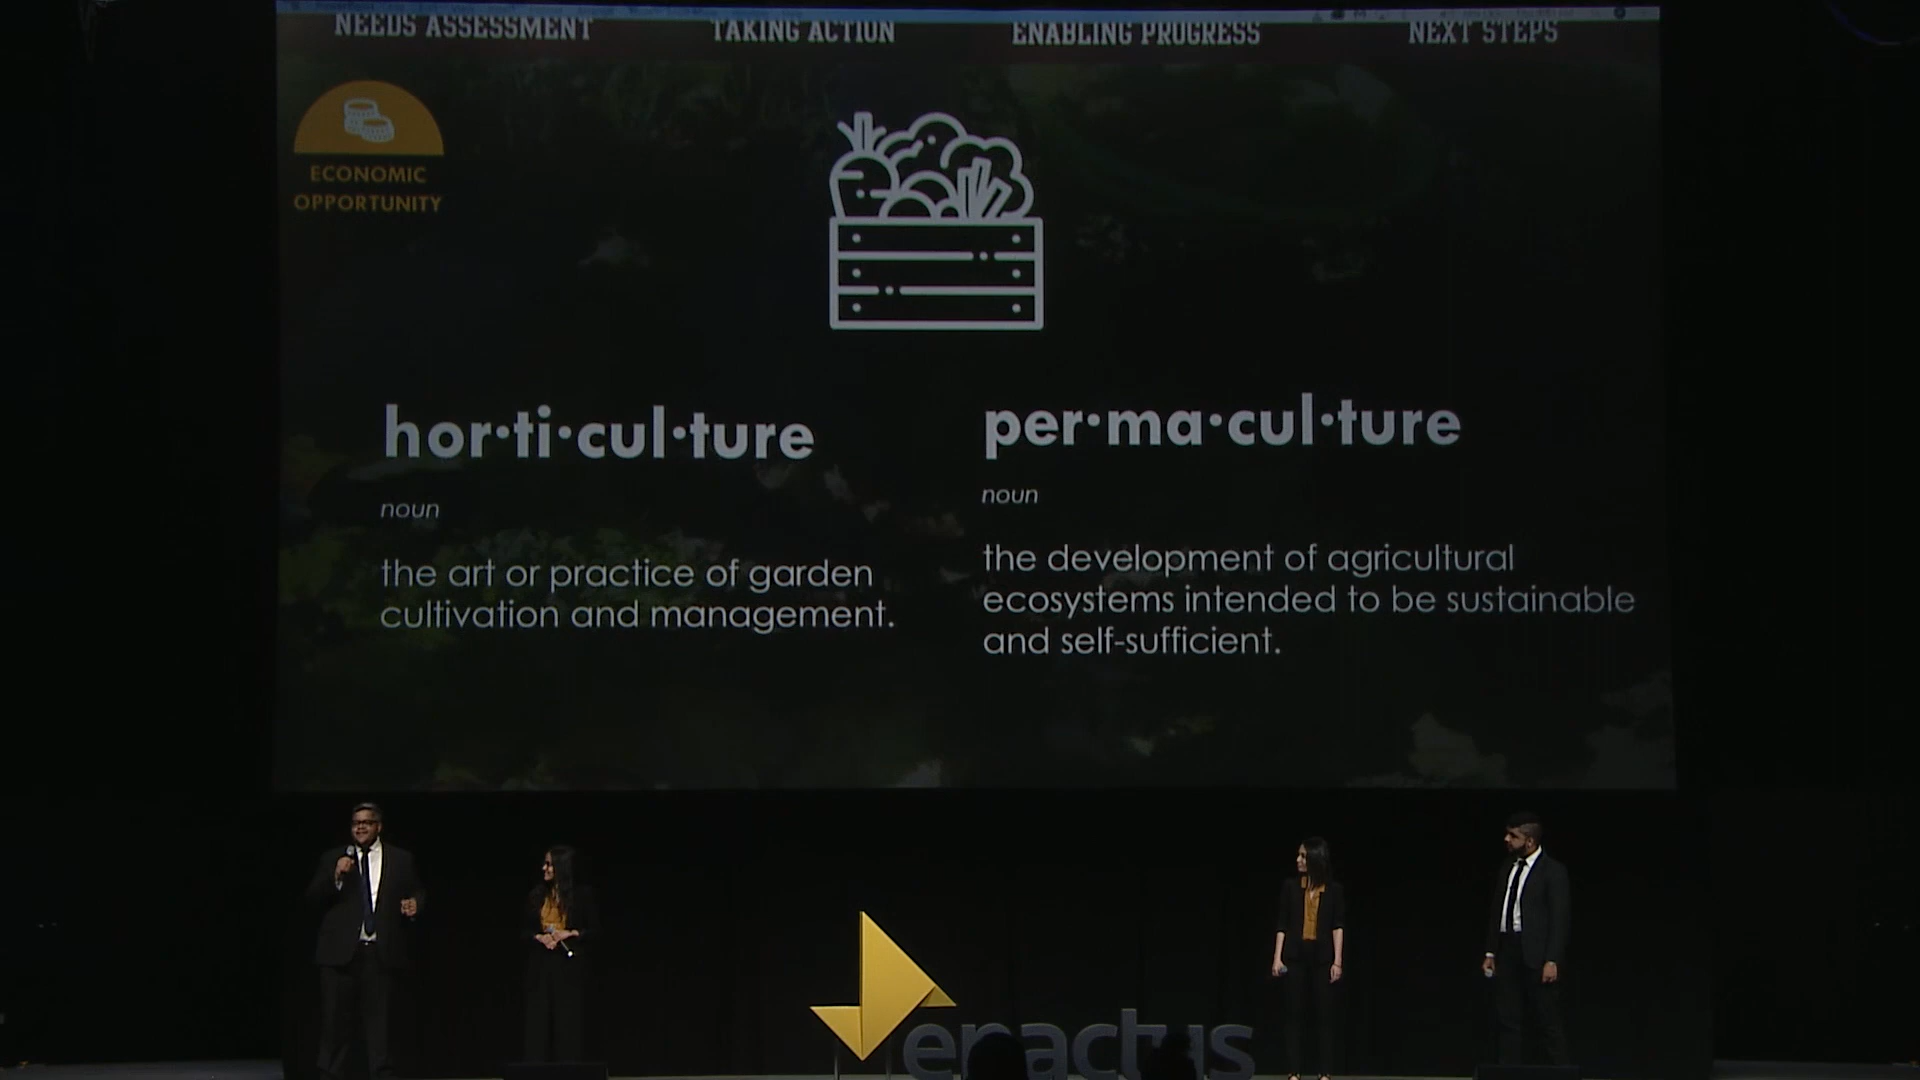 NEEDS ASSESSMENT
TAKING ACTION
ENABLING PROGRESS
NEXT STEPS
ECONOMIC
OPPORTUNITY
hor·ti·cul·ture
noun
the art or practice of garden
cultivation and management.
per·ma·cul·ture
noun
the development of agricultural
ecosystems intended to be sustainable
and self-sufficient.
enactus